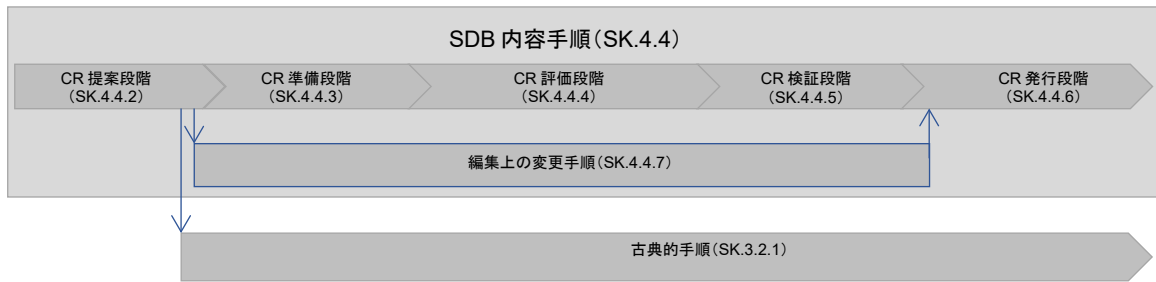 SDB 内容手順(SK.4.4)
CR 提案段階
(SK.4.4.2)
CR 準備段階
(SK.4.4.3)
CR 評価段階
(SK.4.4.4)
CR 検証段階
(SK.4.4.5)
CR 発行段階
(SK.4.4.6)
編集上の変更手順(SK.4.4.7)
古典的手順(SK.3.2.1)